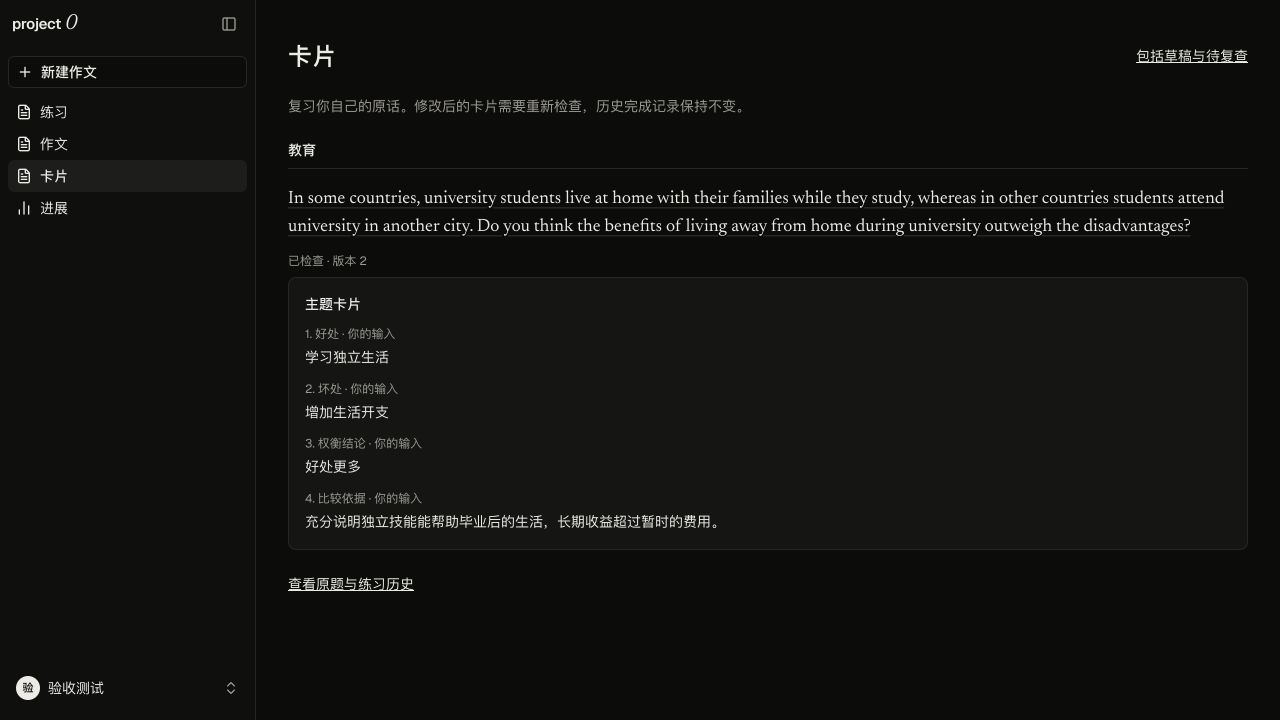 project O
新建作文
练习
作文
卡片
进展
验
验收测试
卡片
包括草稿与待复查
复习你自己的原话。修改后的卡片需要重新检查，历史完成记录保持不变。
教育
In some countries, university students live at home with their families while they study, whereas in other countries students attend
university in another city. Do you think the benefits of living away from home during university outweigh the disadvantages?
已检查 · 版本 2
主题卡片
1. 好处 · 你的输入
学习独立生活
2. 坏处 · 你的输入
增加生活开支
3. 权衡结论 · 你的输入
好处更多
4. 比较依据 · 你的输入
充分说明独立技能能帮助毕业后的生活，长期收益超过暂时的费用。
查看原题与练习历史